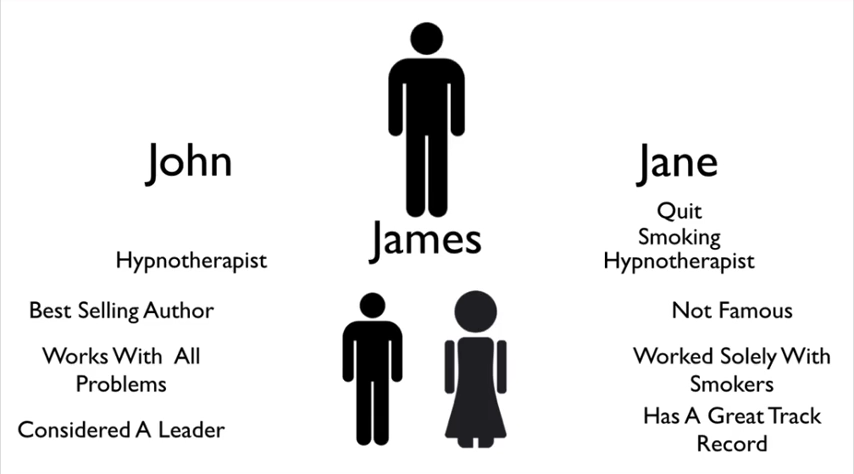 John
Hypnotherapist
Best Selling Author
Works With All
Problems
Considered A Leader
James
Jane
Quit
Smoking
Hypnotherapist
Not Famous
Worked Solely With
Smokers
Has A Great Track
Record